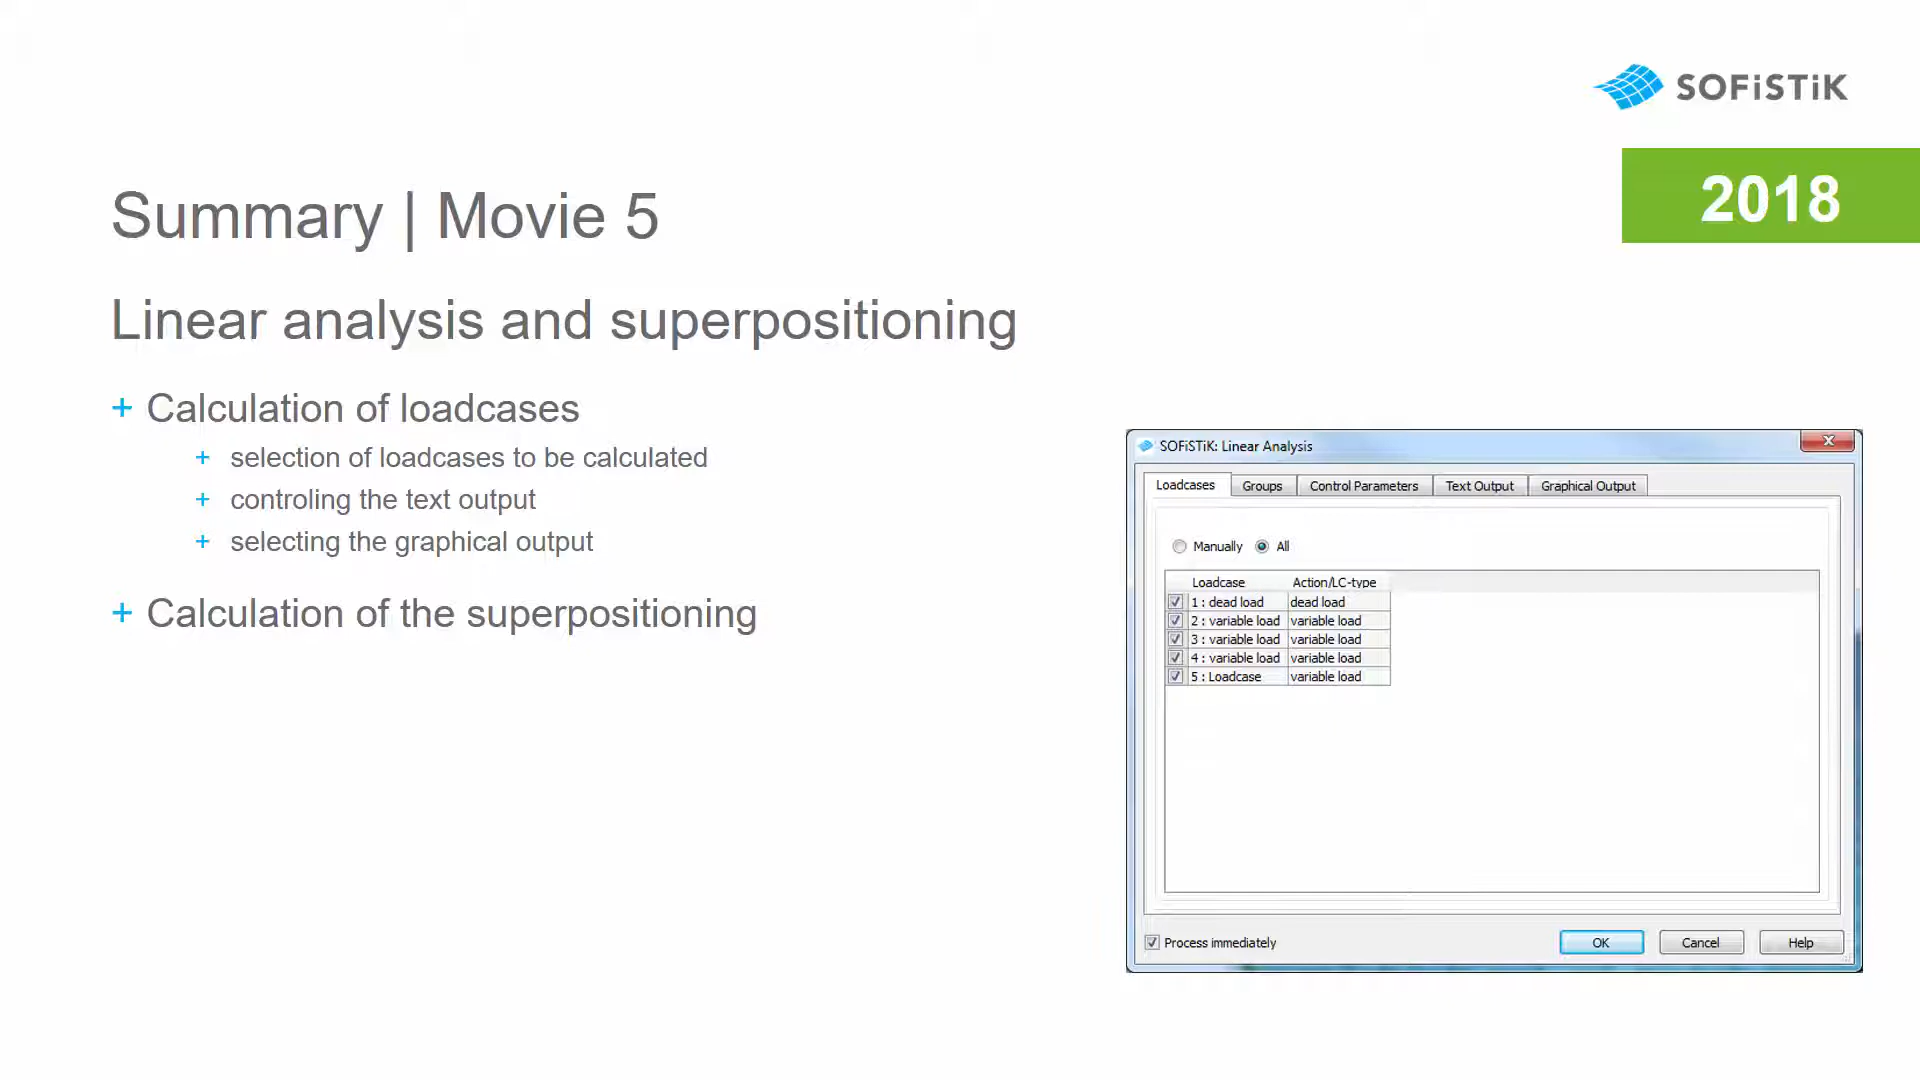 SOFiSTiK
2018
Summary | Movie 5
Linear analysis and superpositioning
+ Calculation of loadcases
+ selection of loadcases to be calculated
+ controling the text output
+ selecting the graphical output
+ Calculation of the superpositioning
SOFiSTiK: Linear Analysis
Loadcases Groups Control Parameters Text Output Graphical Output
Manually All
Loadcase Action/LC-type
1 : dead load dead load
2 : variable load variable load
3 : variable load variable load
4 : variable load variable load
5 : Loadcase variable load
Process immediately OK Cancel Help